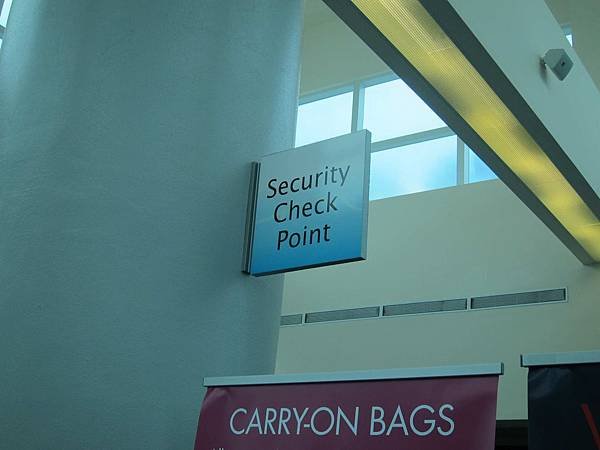 Security
Check
Point
CARRY-ON BAGS